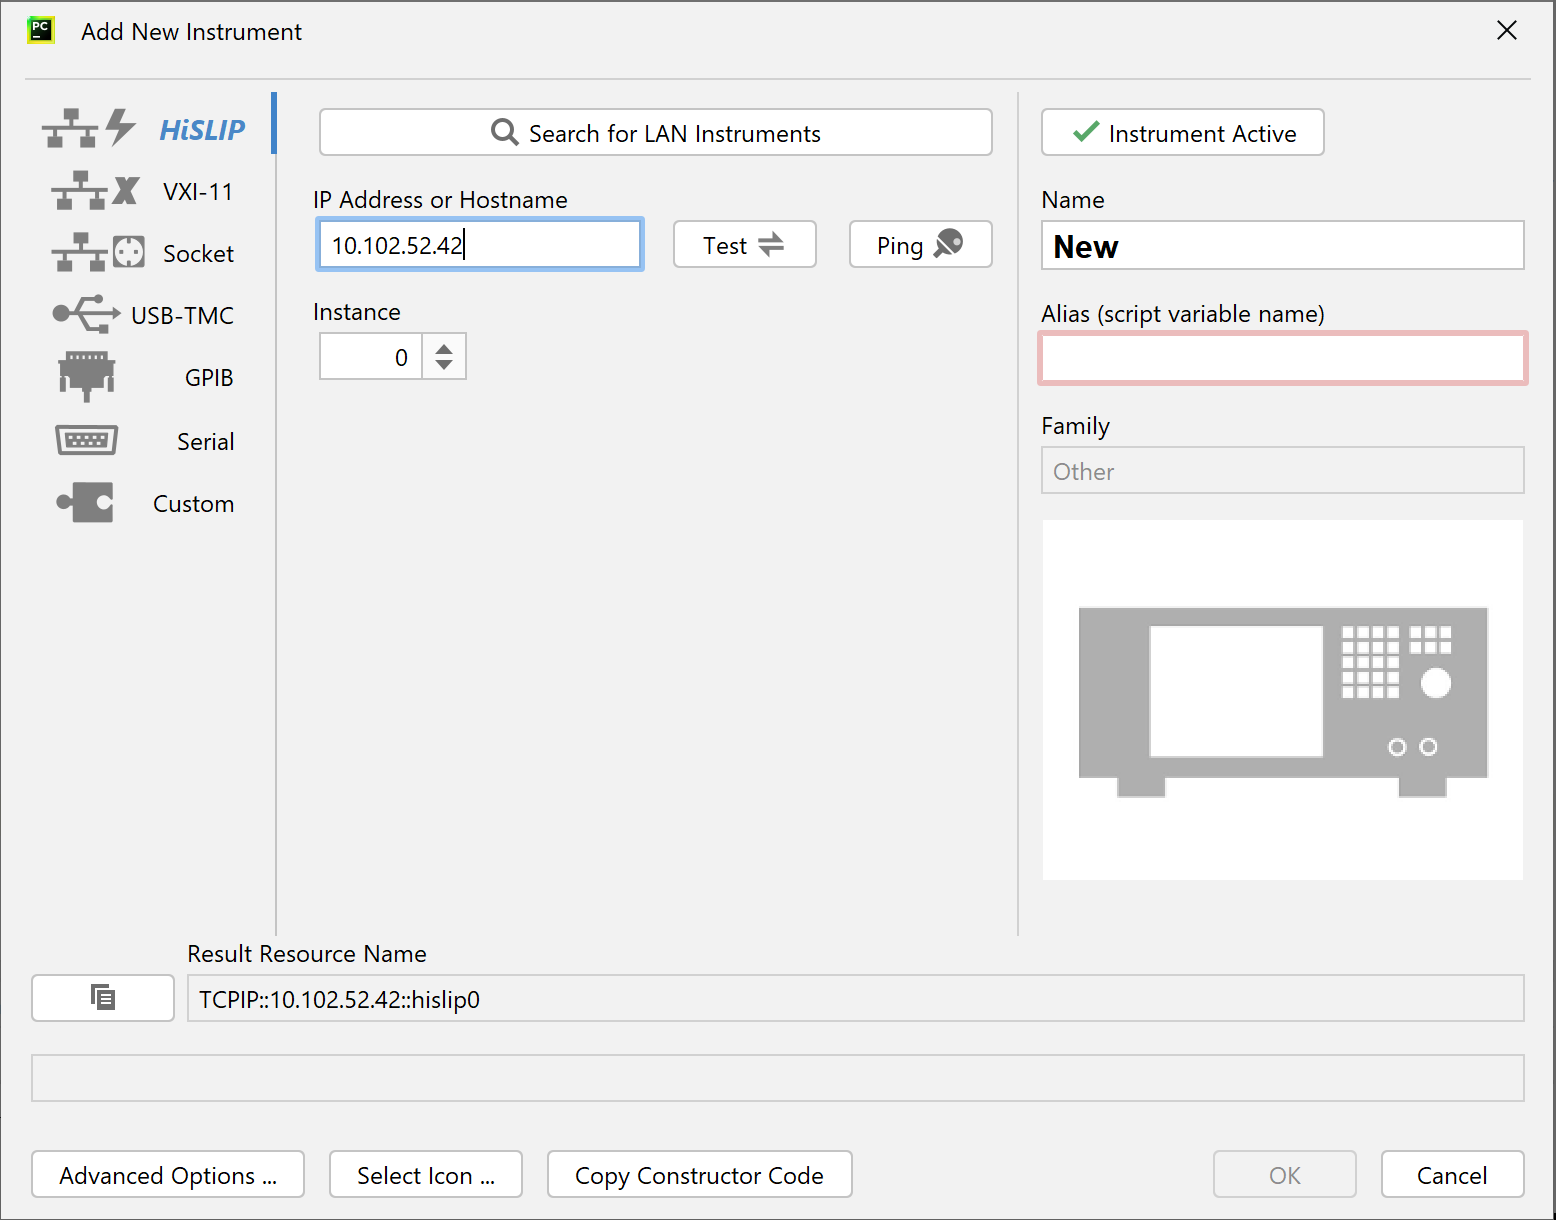 PC
Add New Instrument
HiSLIP
VXI-11
Socket
USB-TMC
GPIB
Serial
Custom
Search for LAN Instruments
IP Address or Hostname
10.102.52.42
Test
Ping
Instance
0
Instrument Active
Name
New
Alias (script variable name)
Family
Other
Result Resource Name
TCPIP::10.102.52.42::hislip0
Advanced Options ...
Select Icon ...
Copy Constructor Code
OK
Cancel